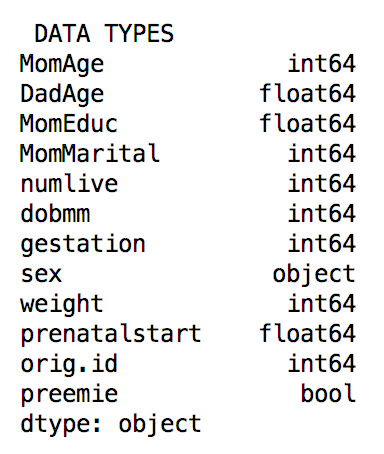 DATA TYPES
MomAge int64
DadAge float64
MomEduc float64
MomMarital int64
numlive int64
dobmm int64
gestation int64
sex object
weight int64
prenatalstart float64
orig.id int64
preemie bool
dtype: object